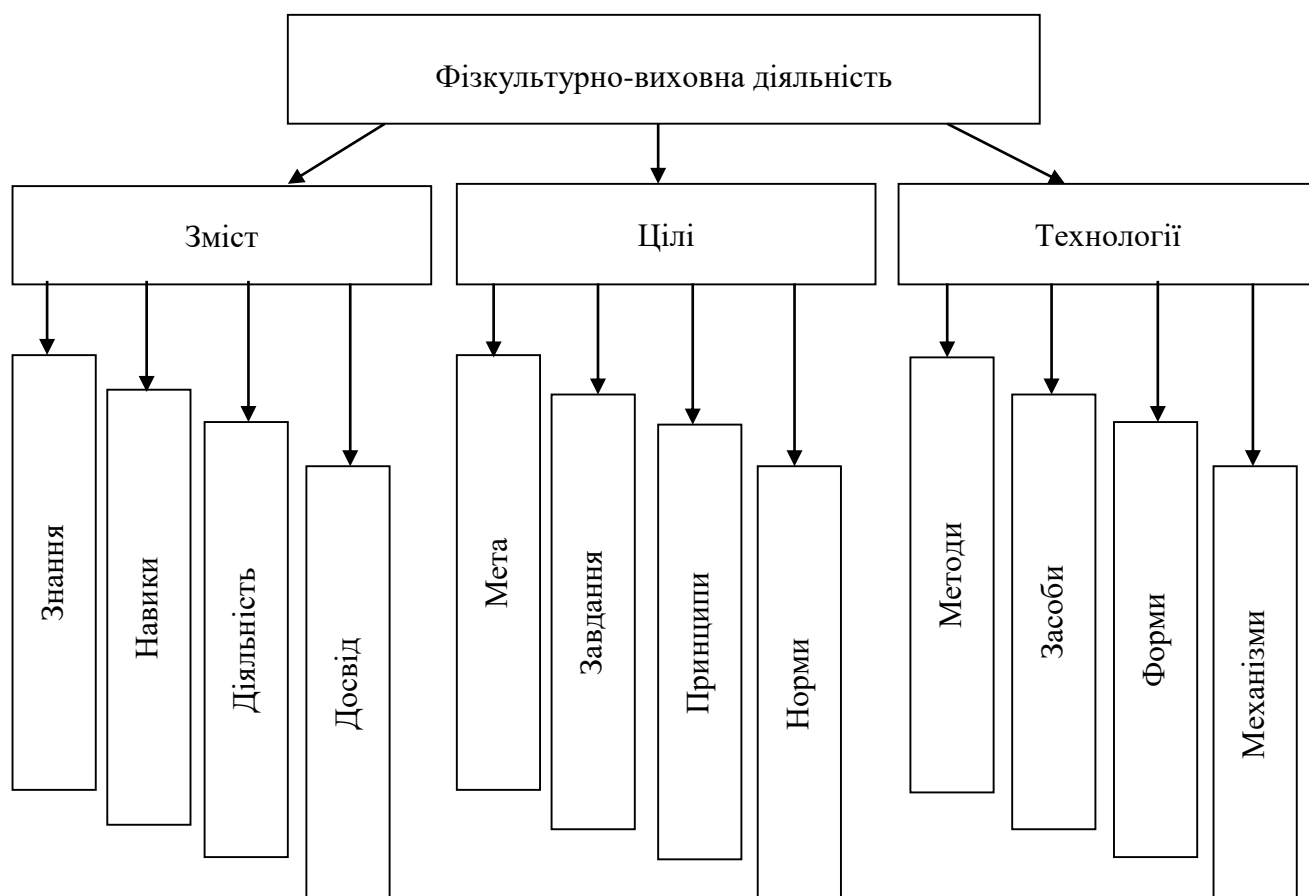 Фізкультурно-виховна діяльність
Зміст
Цілі
Технології
Знання
Навики
Діяльність
Досвід
Мета
Завдання
Принципи
Норми
Методи
Засоби
Форми
Механізми